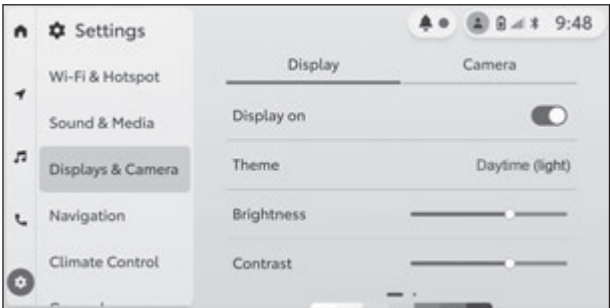 Settings
9:48
Wi-Fi & Hotspot
Sound & Media
Displays & Camera
Navigation
Climate Control
Display
Camera
Display on
Theme
Daytime (light)
Brightness
Contrast